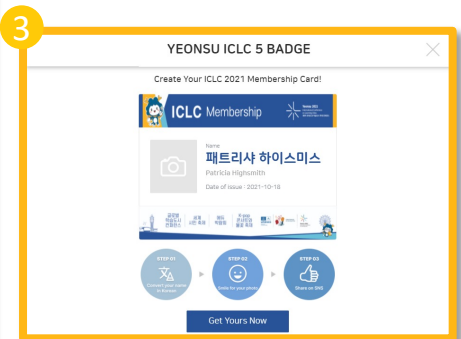 3
YEONSU ICLC 5 BADGE
Create Your ICLC 2021 Membership Card!
ICLC Membership
Name
패트리샤 하이스미스
Patricia Highsmith
Date of issue : 2021-10-16
STEP 01
Convert your name
in Korean
STEP 02
Smile for your photo
STEP 03
Share on SNS
Get Yours Now